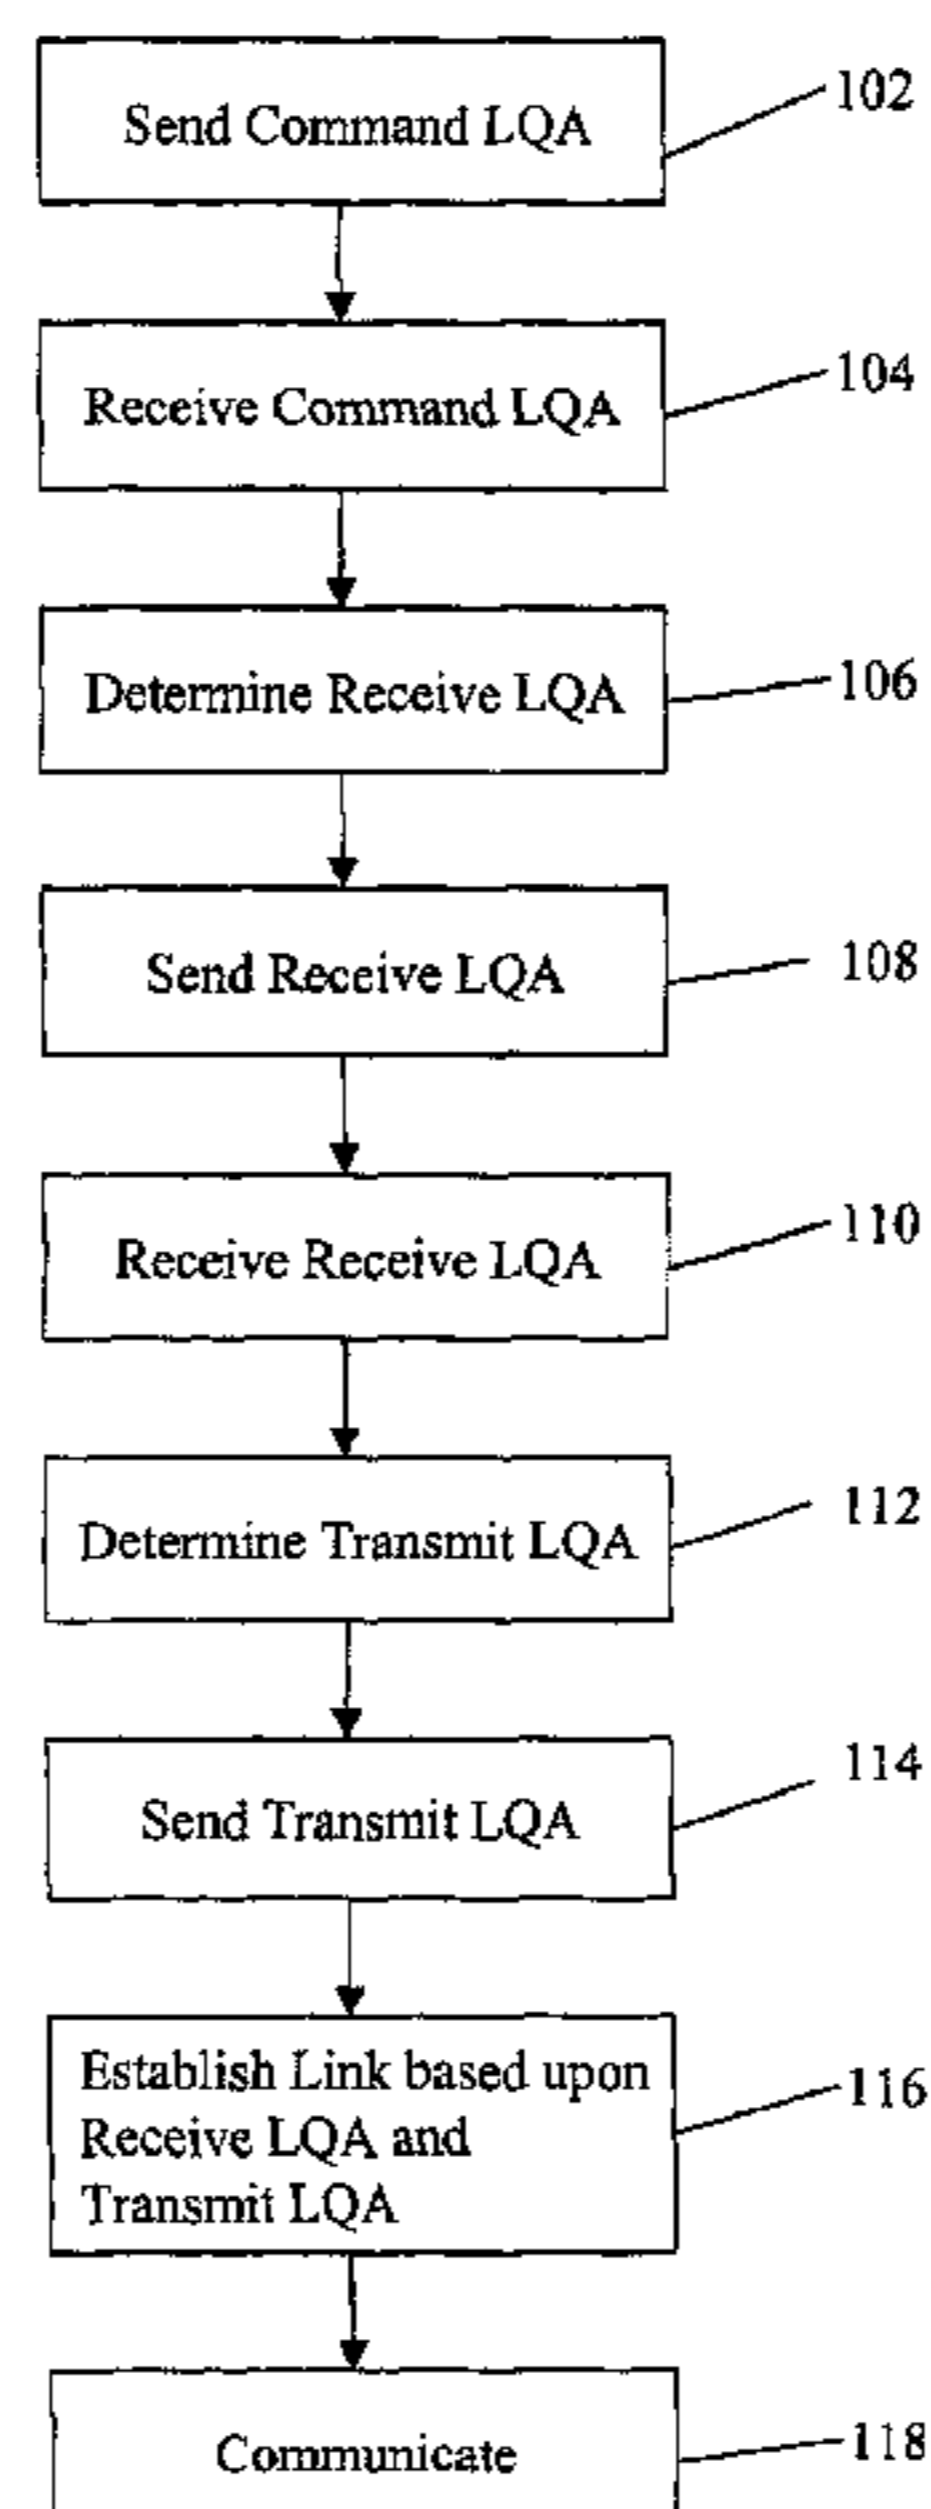 Send Command LQA
102
Receive Command LQA
104
Determine Receive LQA
106
Send Receive LQA
108
Receive Receive LQA
110
Determine Transmit LQA
112
Send Transmit LQA
114
Establish Link based upon
Receive LQA and
Transmit LQA
116
Communicate
118